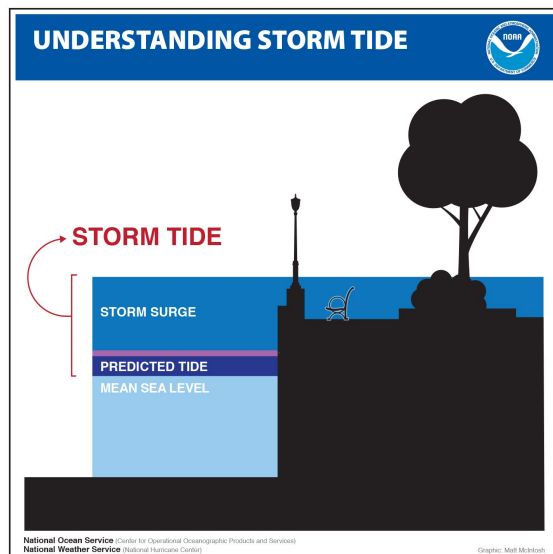 UNDERSTANDING STORM TIDE
NOAA
STORM TIDE
STORM SURGE
PREDICTED TIDE
MEAN SEA LEVEL
National Ocean Service (Center for Operational Oceanographic Products and Services)
National Weather Service (National Hurricane Center)
Graphic: Matt McIntosh